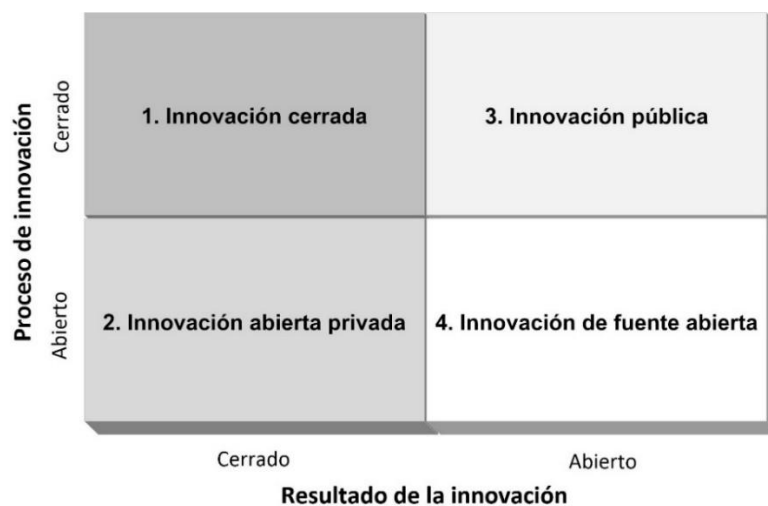 Proceso de innovación
Cerrado
Abierto
1. Innovación cerrada
3. Innovación pública
2. Innovación abierta privada
4. Innovación de fuente abierta
Cerrado
Abierto
Resultado de la innovación